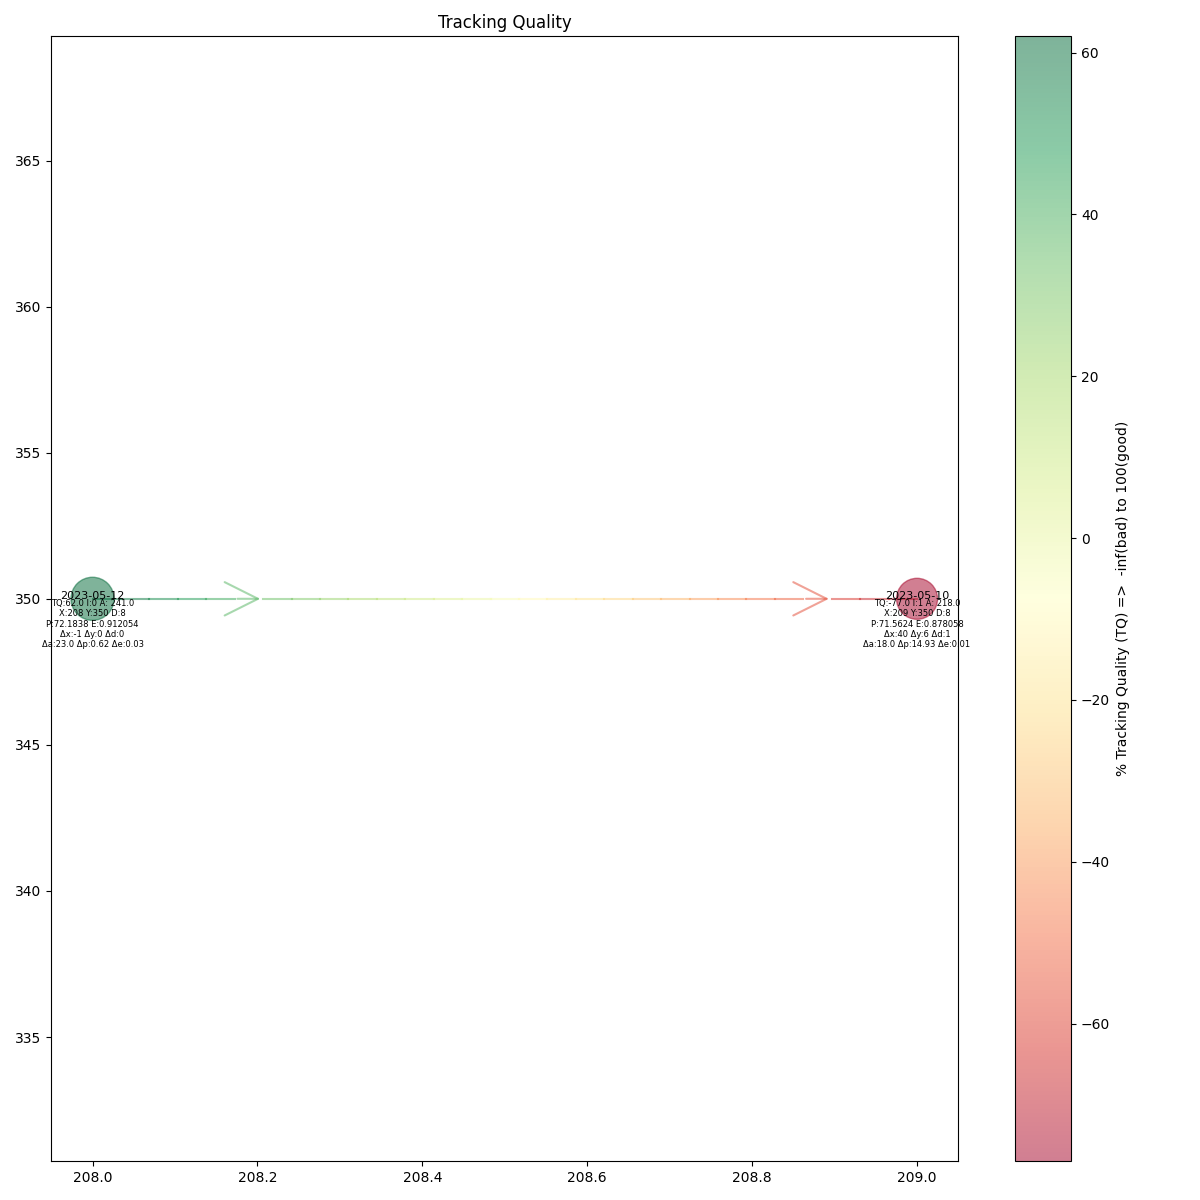 Tracking Quality
365
360
355
350
345
340
335
208.0
208.2
208.4
208.6
208.8
209.0
2023-05-12
TQ:62.0 I:0 A: 241.0
X:208 Y:350 D:8
P:72.1838 E:0.912054
Δx:-1 Δy:0 Δd:0
Δa:23.0 Δp:0.62 Δe:0.03
2023-05-10
TQ:-77.0 I:1 A: 218.0
X:209 Y:350 D:8
P:71.5624 E:0.878058
Δx:40 Δy:6 Δd:1
Δa:18.0 Δp:14.93 Δe:0.01
60
40
20
0
−20
−40
−60
% Tracking Quality (TQ) => -inf(bad) to 100(good)